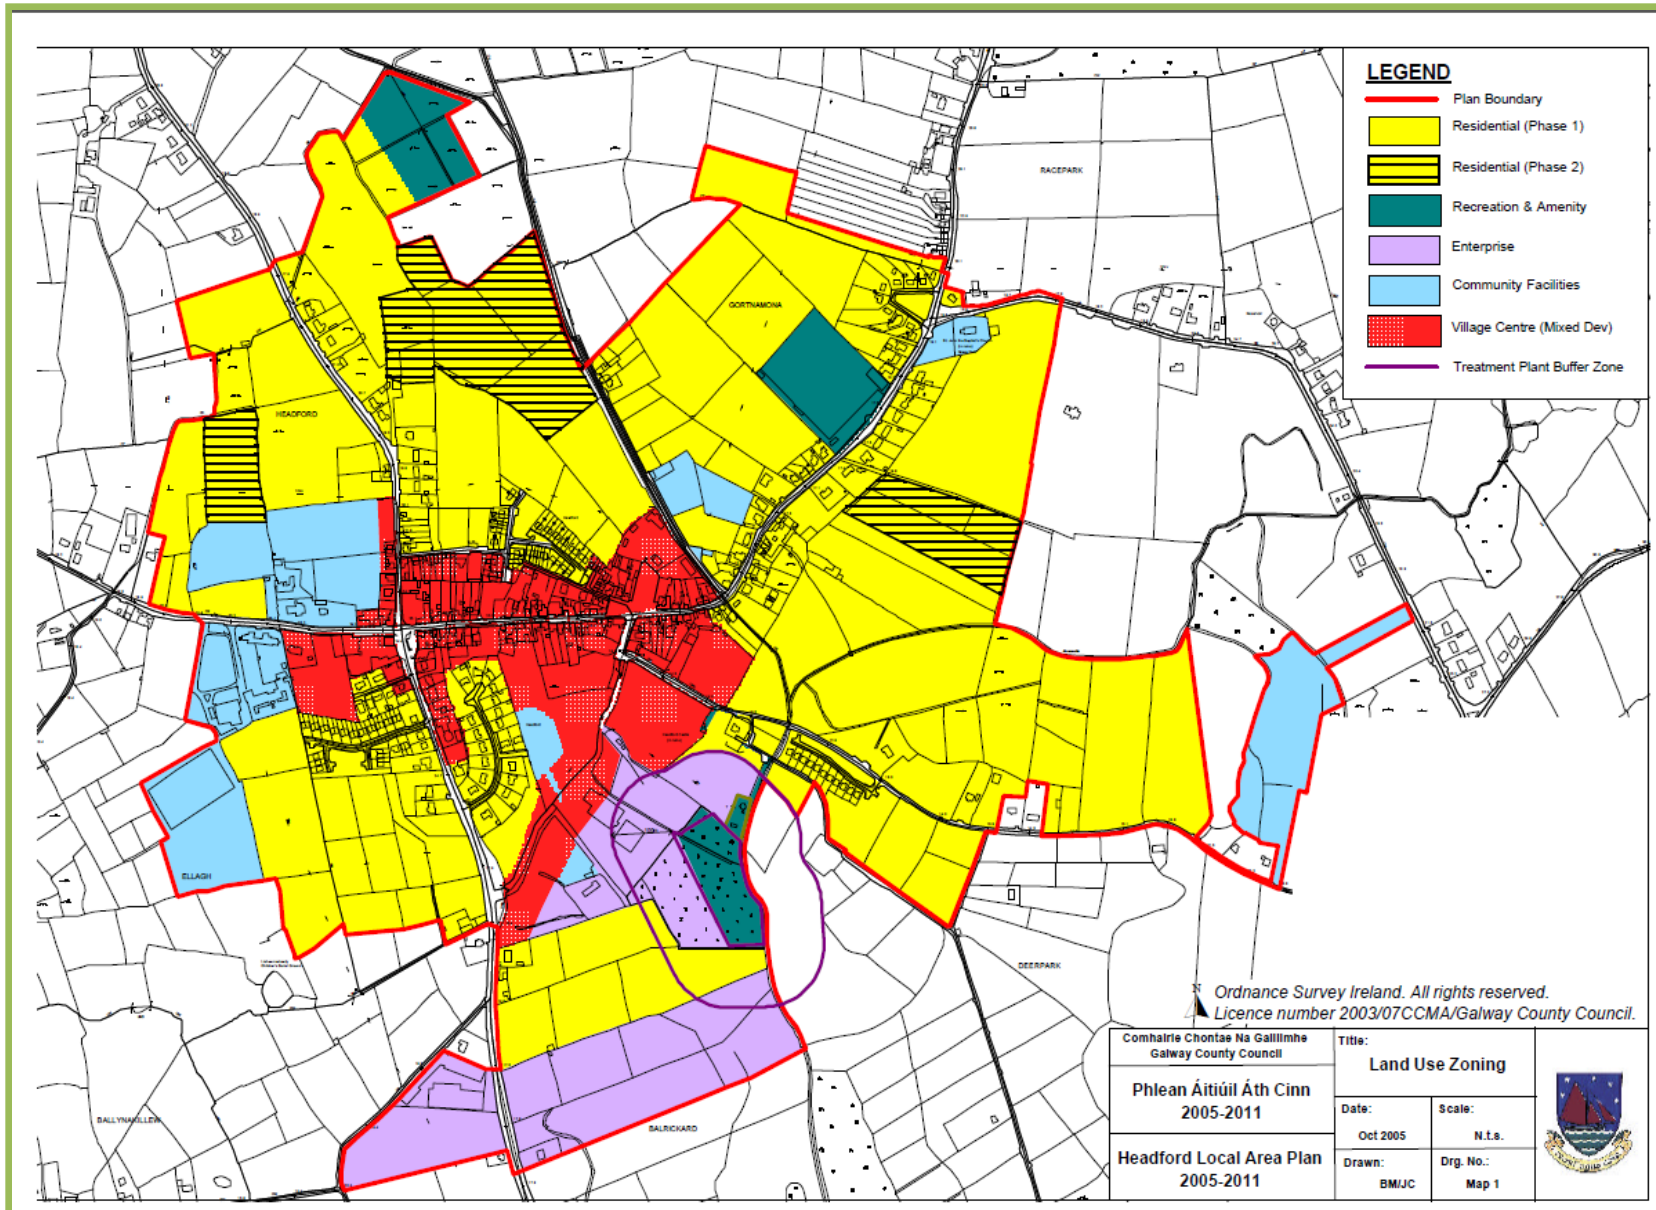 LEGEND
Plan Boundary
Residential (Phase 1)
Residential (Phase 2)
Recreation & Amenity
Enterprise
Community Facilities
Village Centre (Mixed Dev)
Treatment Plant Buffer Zone
RACEPARK
GORTNAMONA
HEADFORD
ELLAGH
DEERPARK
BALLYNAKILLEW
BALRICKARD
N
Ordnance Survey Ireland. All rights reserved.
Licence number 2003/07CCMA/Galway County Council.
Comhairle Chontae Na Gaillimhe
Galway County Council
Phlean Áitiúil Áth Cinn
2005-2011
Headford Local Area Plan
2005-2011
Title:
Land Use Zoning
Date:
Oct 2005
Scale:
N.t.s.
Drawn:
BM/JC
Drg. No.:
Map 1